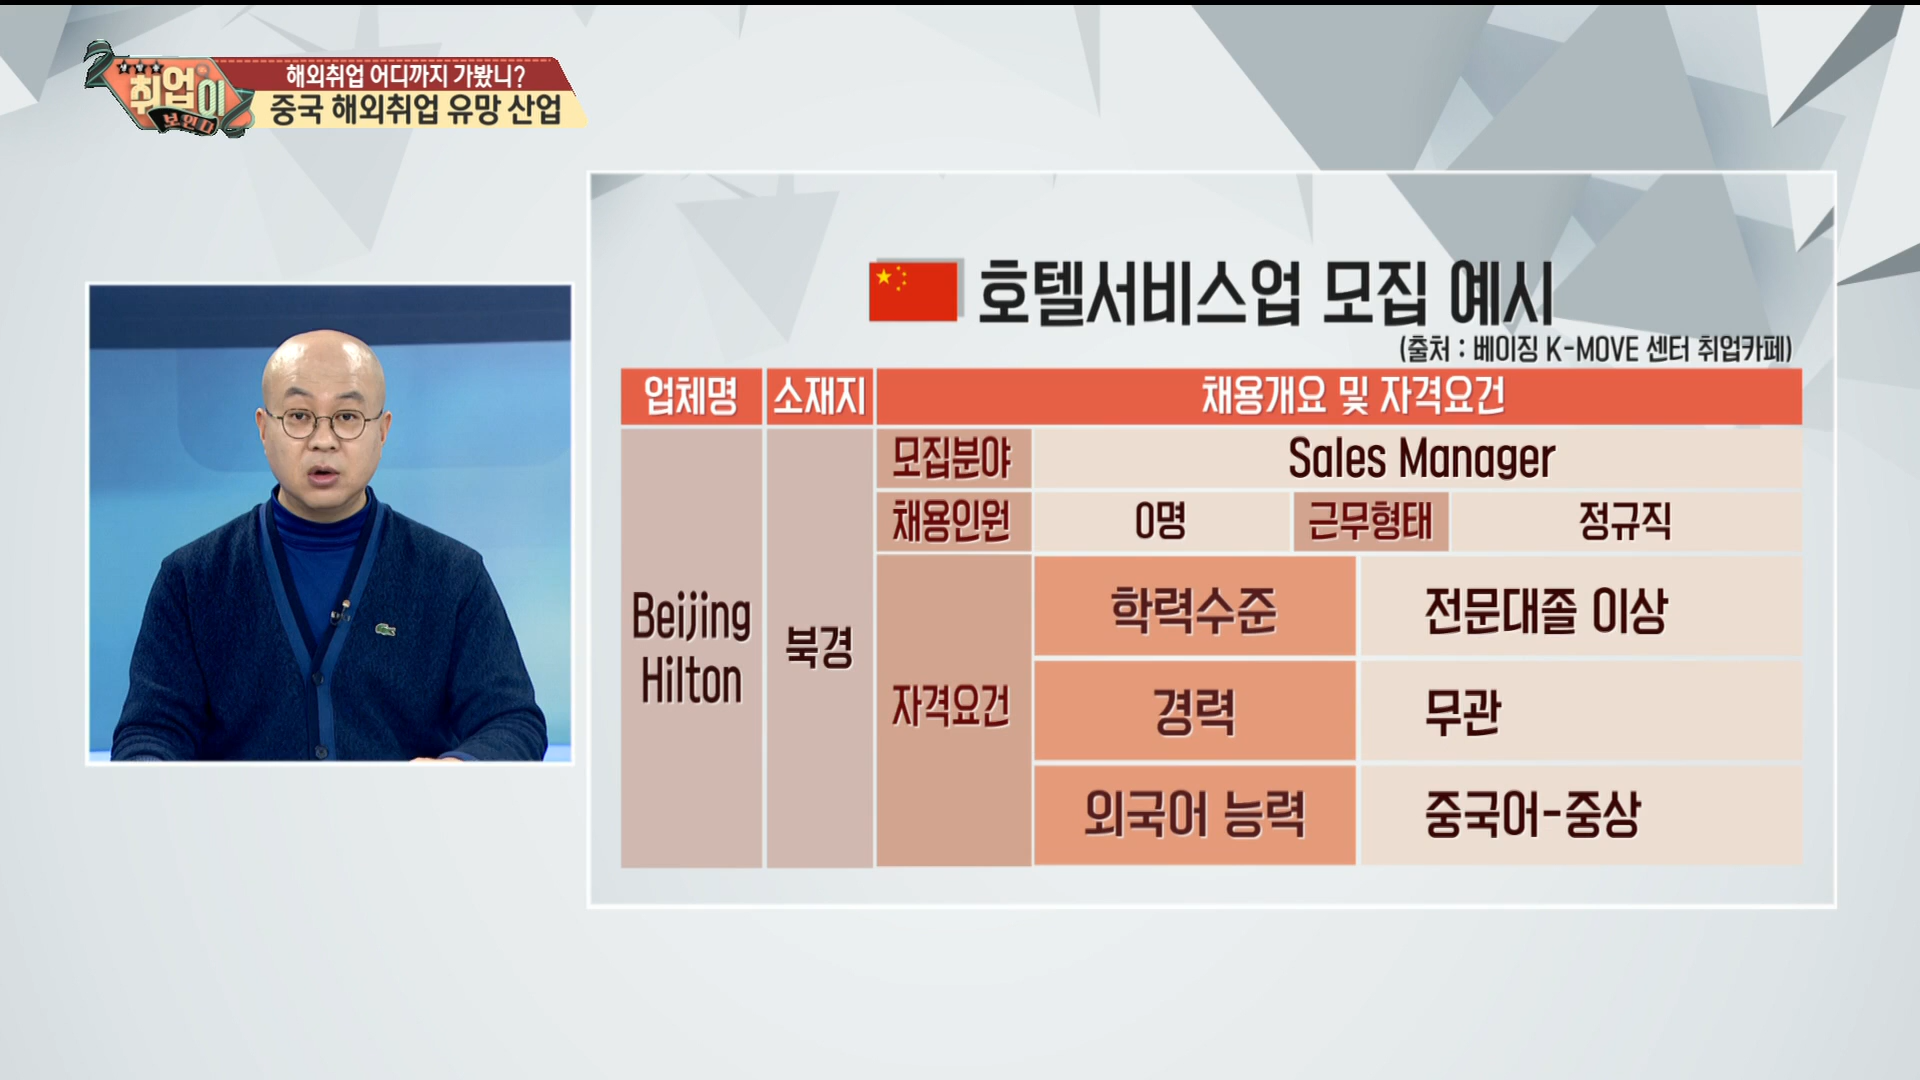 취업이
보인다
해외취업 어디까지 가봤니?
중국 해외취업 유망 산업
호텔서비스업 모집 예시
(출처 : 베이징 K-MOVE 센터 취업카페)
업체명 소재지 채용개요 및 자격요건
Beijing
Hilton
북경
모집분야 Sales Manager
채용인원 0명 근무형태 정규직
자격요건
학력수준 전문대졸 이상
경력 무관
외국어 능력 중국어-중상